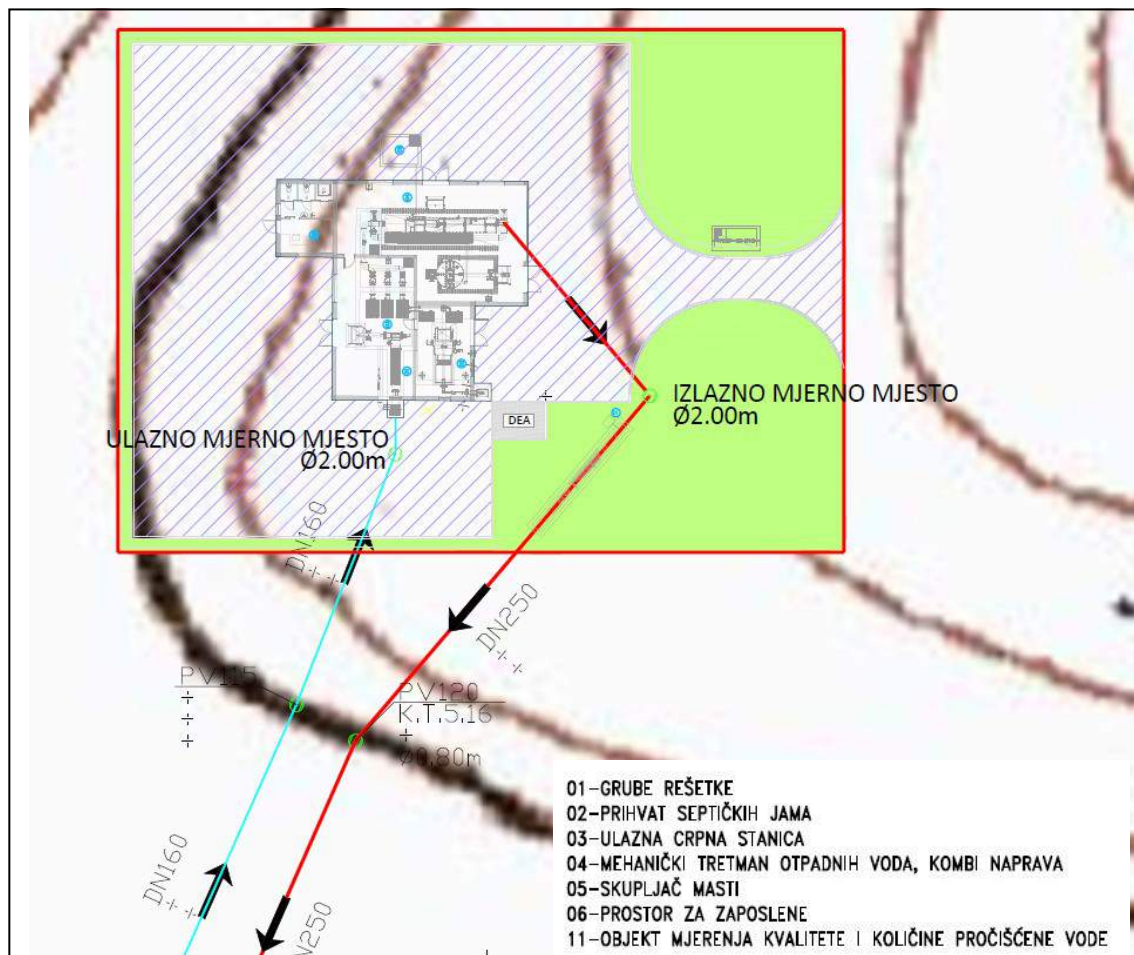 IZLAZNO MJERNO MJESTO
Ø2.00m
DEA
ULAZNO MJERNO MJESTO
Ø2.00m
DN160
DN250
PV115
PV120
K.T.5.16
Ø0.80m
DN160
01-GRUBE REŠETKE
02-PRIHVAT SEPTIČKIH JAMA
03-ULAZNA CRPNA STANICA
04-MEHANIČKI TRETMAN OTPADNIH VODA, KOMBI NAPRAVA
05-SKUPLJAČ MASTI
06-PROSTOR ZA ZAPOSLENE
11-OBJEKT MJERENJA KVALITETE I KOLIČINE PROČIŠĆENE VODE
N250